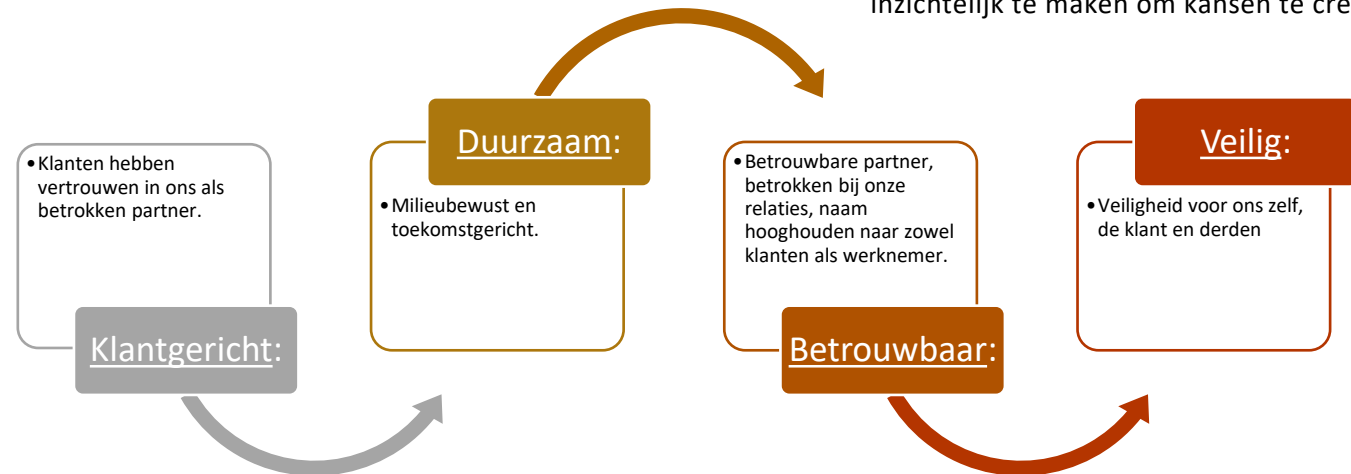 inzichtelijk te maken om kansen te cre
•Klanten hebben
vertrouwen in ons als
betrokken partner.
Klantgericht:
Duurzaam:
•Milieubewust en
toekomstgericht.
•Betrouwbare partner,
betrokken bij onze
relaties, naam
hooghouden naar zowel
klanten als werknemer.
Betrouwbaar:
Veilig:
•Veiligheid voor ons zelf,
de klant en derden